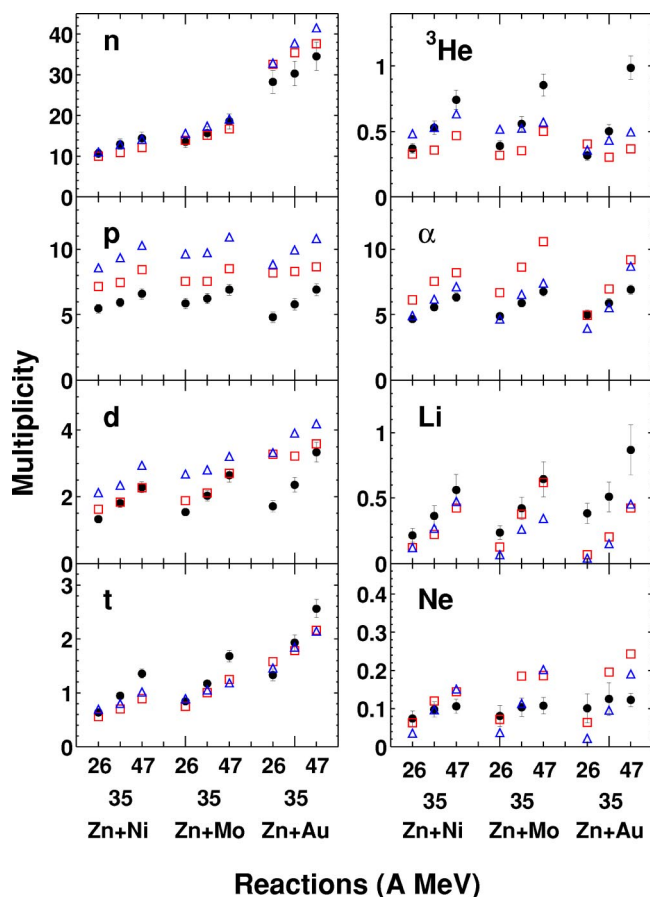 n
40
30
20
10
0
³He
1
0.5
0
p
10
5
0
α
10
5
0
d
4
2
0
Li
1
0.5
0
t
3
2
1
0
Ne
0.4
0.3
0.2
0.1
0
Multiplicity
26 47 26 47 26 47
35 35 35
Zn+Ni Zn+Mo Zn+Au
26 47 26 47 26 47
35 35 35
Zn+Ni Zn+Mo Zn+Au
Reactions (A MeV)